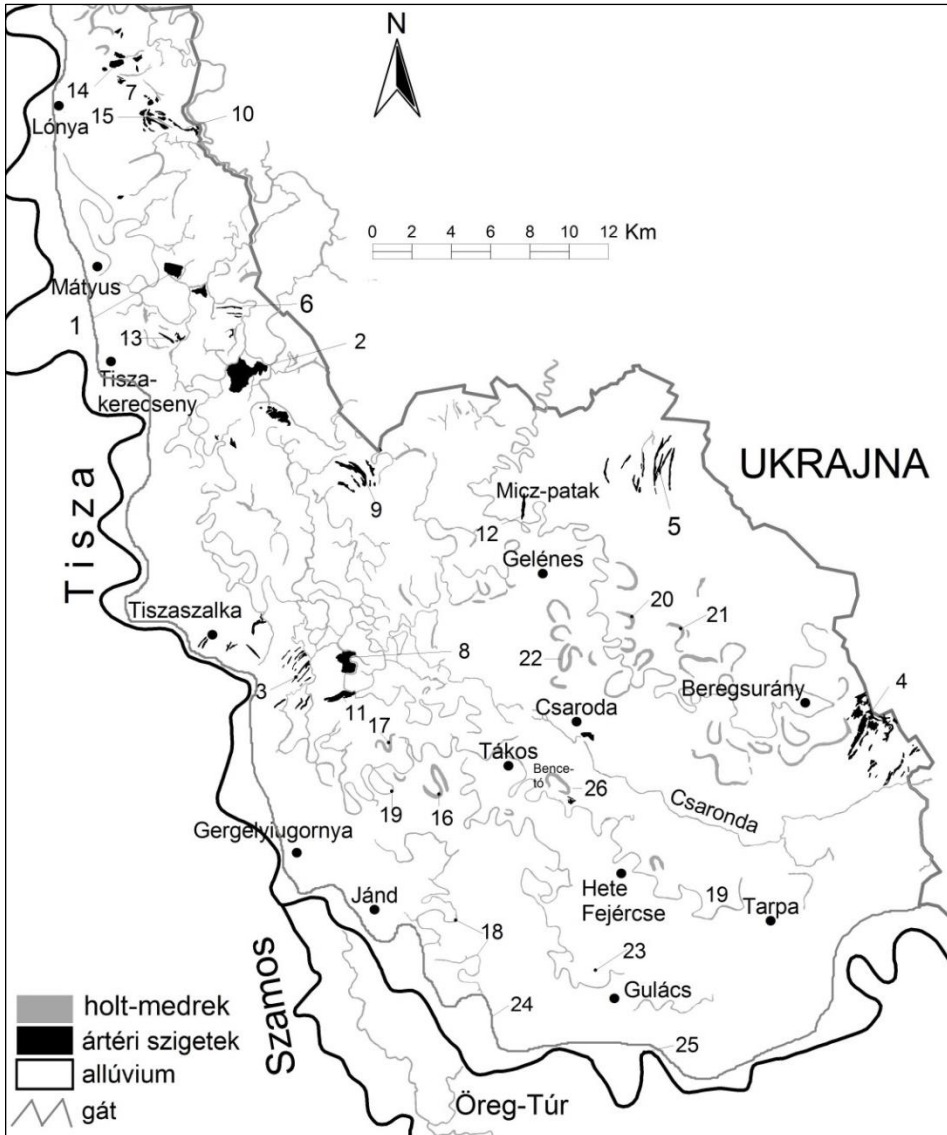 N
14
7
15
10
Lónya
0 2 4 6 8 10 12 Km
Mátyus
1
6
13
2
Tisza-
kerecseny
UKRAJNA
Tisza
9
Micz-patak
5
12
Gelénes
Tiszaszalka
20
21
22
8
3
Beregsurány
4
11
Csaroda
17
Tákos
Bence-
tó
26
19
16
Csaronda
Gergelyiugornya
Hete
Fejércse
19
Jánd
Tarpa
18
23
Szamos
Gulács
24
25
holt-medrek
ártéri szigetek
allúvium
gát
Öreg-Túr